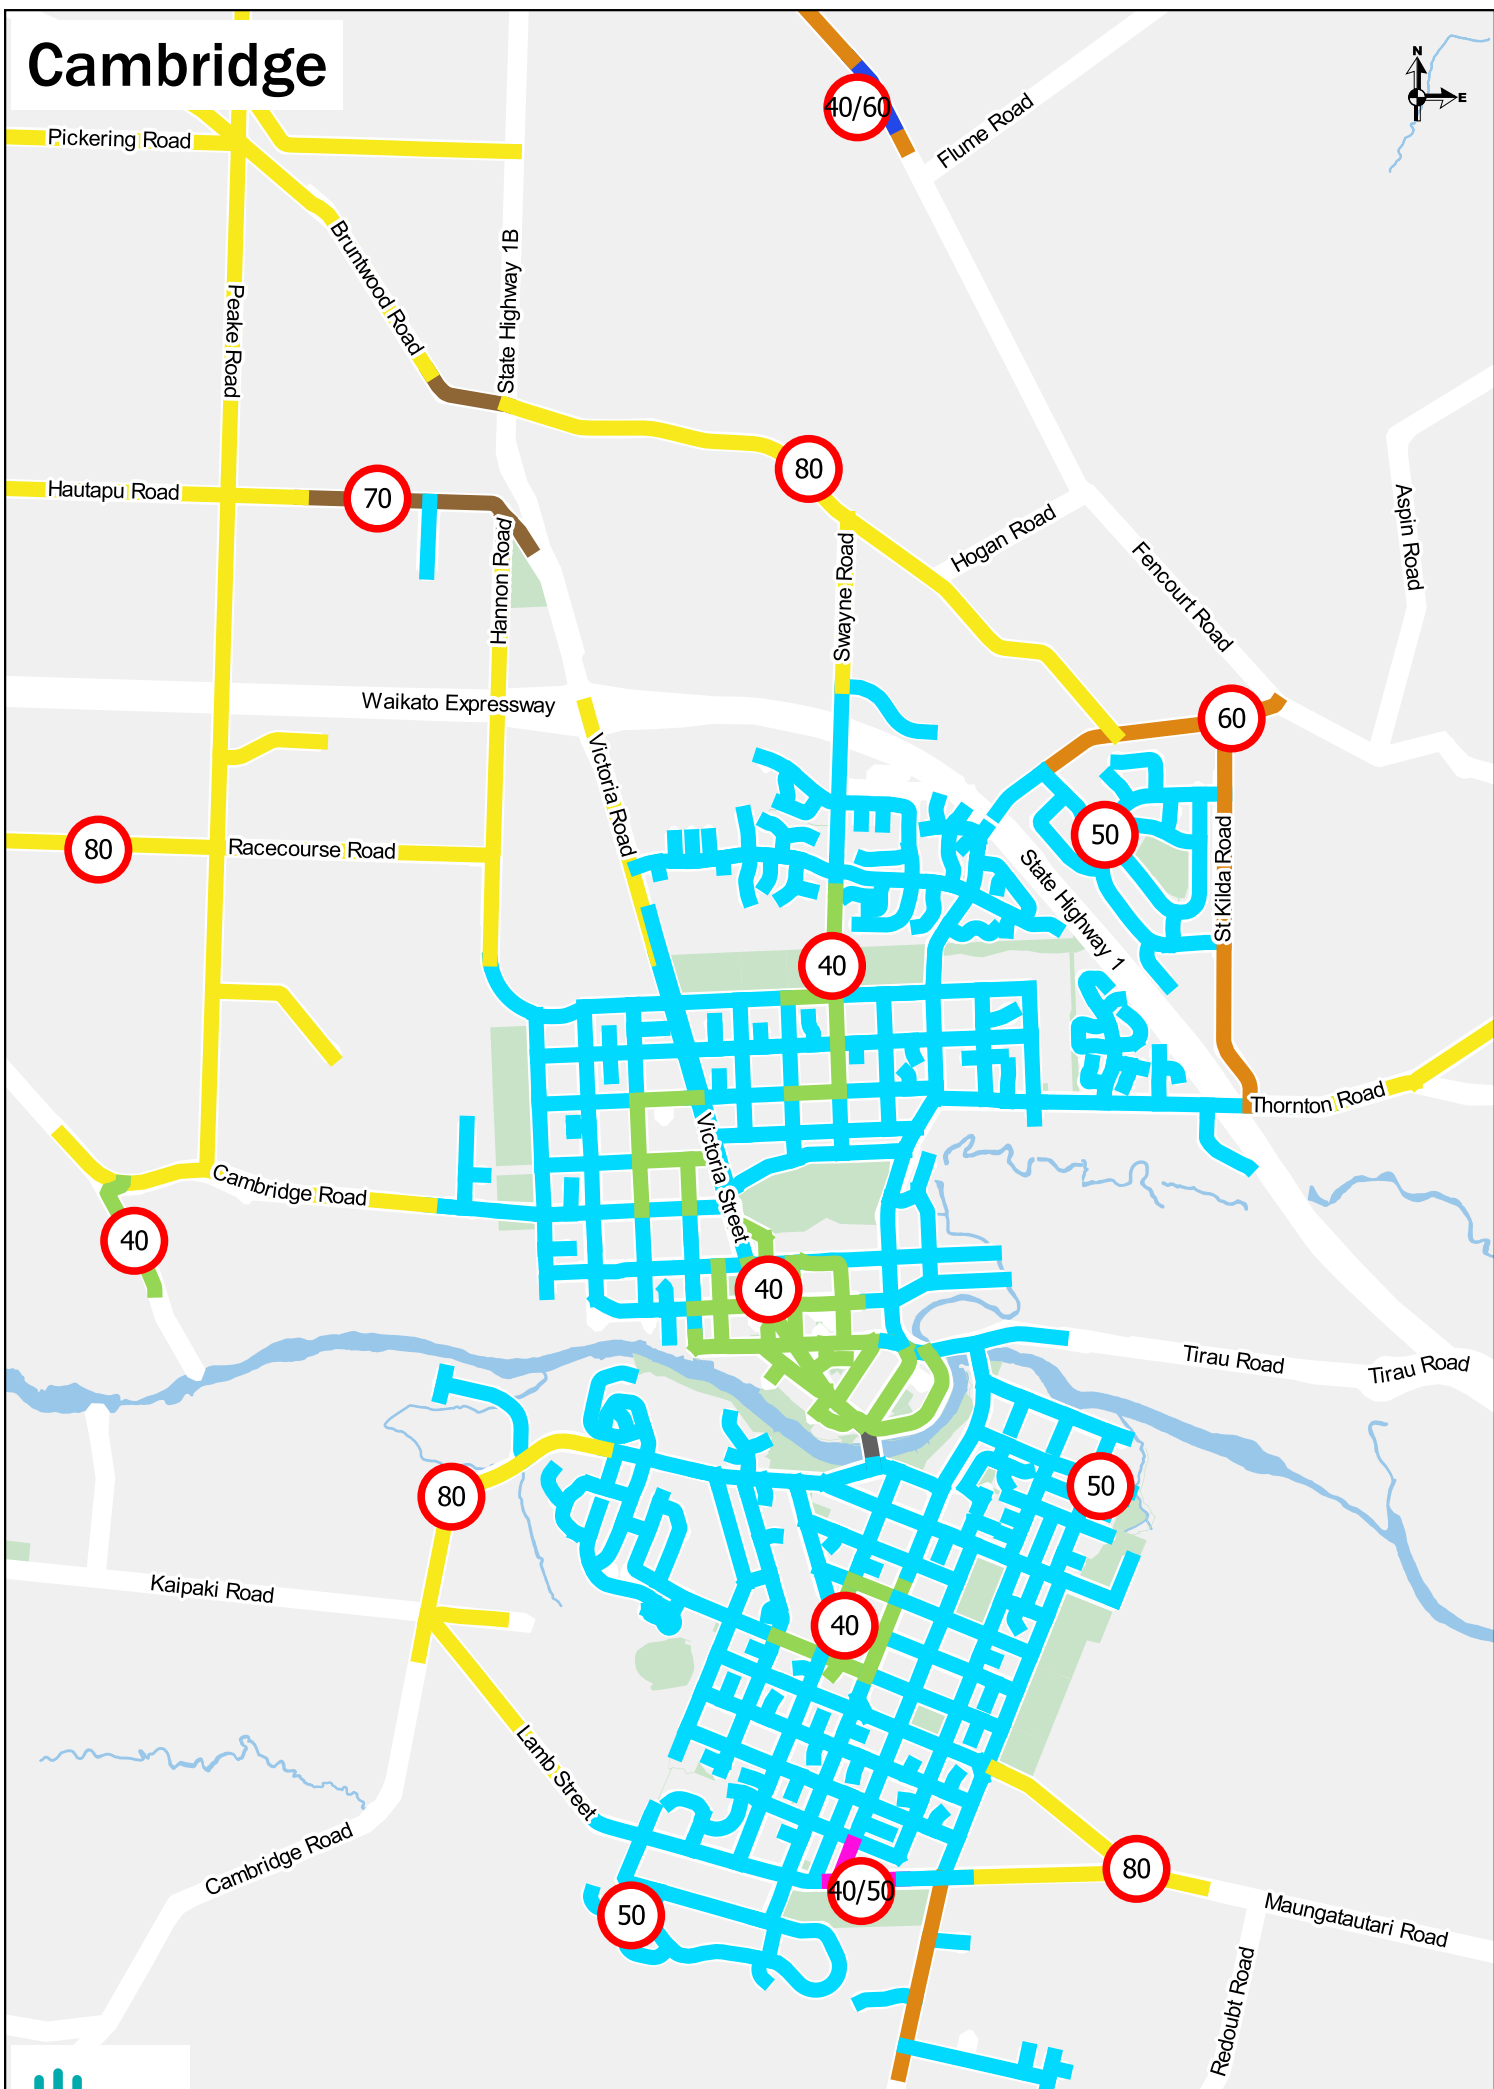 Cambridge
N
E
40/60
Pickering Road
Flume Road
Bruntwood Road
State Highway 1B
Peake Road
80
Hautapu Road
70
Hannon Road
Swayne Road
Hogan Road
Aspin Road
Fencourt Road
Waikato Expressway
60
Victoria Road
80
Racecourse Road
50
St Kilda Road
State Highway 1
40
Thornton Road
Victoria Street
Cambridge Road
40
40
Tirau Road
Tirau Road
80
50
Kaipaki Road
40
Lamb Street
Cambridge Road
80
40/50
50
Maungatautari Road
Redoubt Road